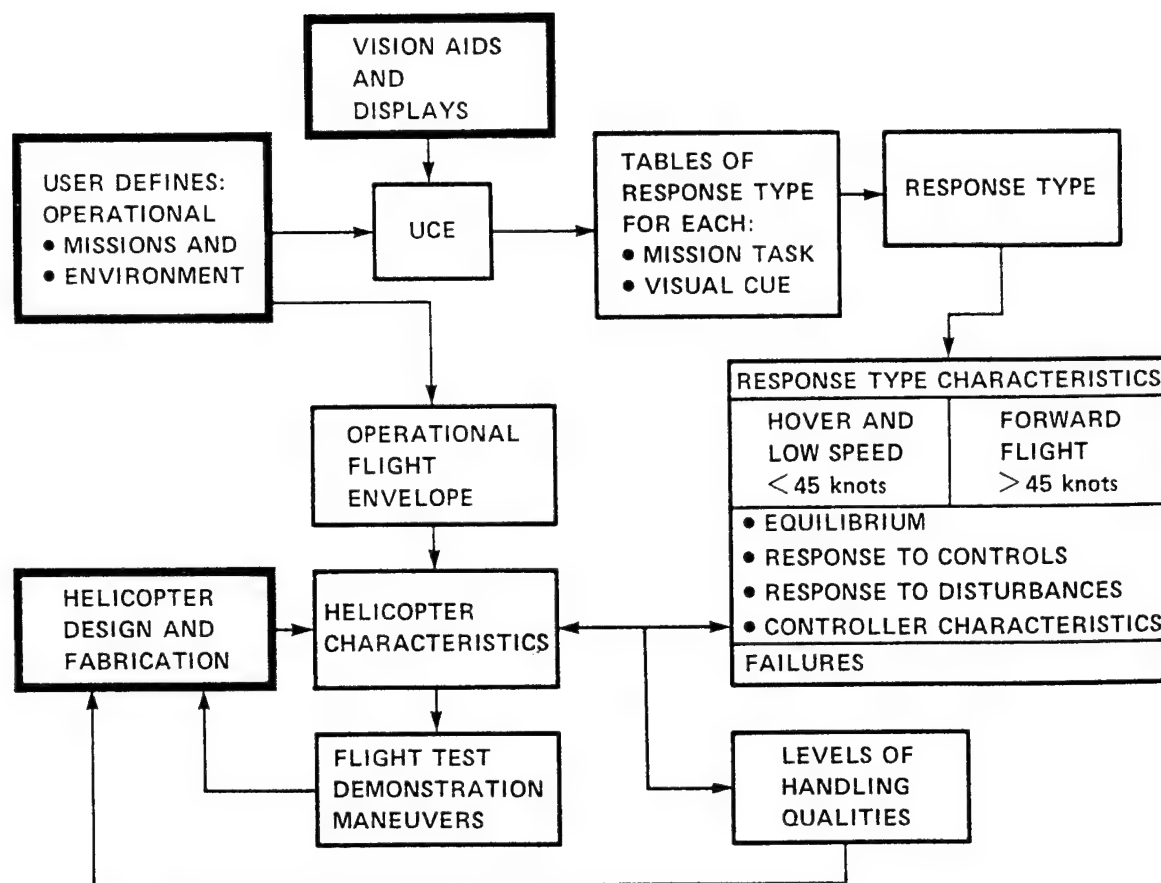 VISION AIDS
AND
DISPLAYS
USER DEFINES:
OPERATIONAL
• MISSIONS AND
• ENVIRONMENT
UCE
TABLES OF
RESPONSE TYPE
FOR EACH:
• MISSION TASK
• VISUAL CUE
RESPONSE TYPE
OPERATIONAL
FLIGHT
ENVELOPE
RESPONSE TYPE CHARACTERISTICS
HOVER AND
LOW SPEED
<45 knots
FORWARD
FLIGHT
>45 knots
• EQUILIBRIUM
• RESPONSE TO CONTROLS
• RESPONSE TO DISTURBANCES
• CONTROLLER CHARACTERISTICS
FAILURES
HELICOPTER
DESIGN AND
FABRICATION
HELICOPTER
CHARACTERISTICS
FLIGHT TEST
DEMONSTRATION
MANEUVERS
LEVELS OF
HANDLING
QUALITIES